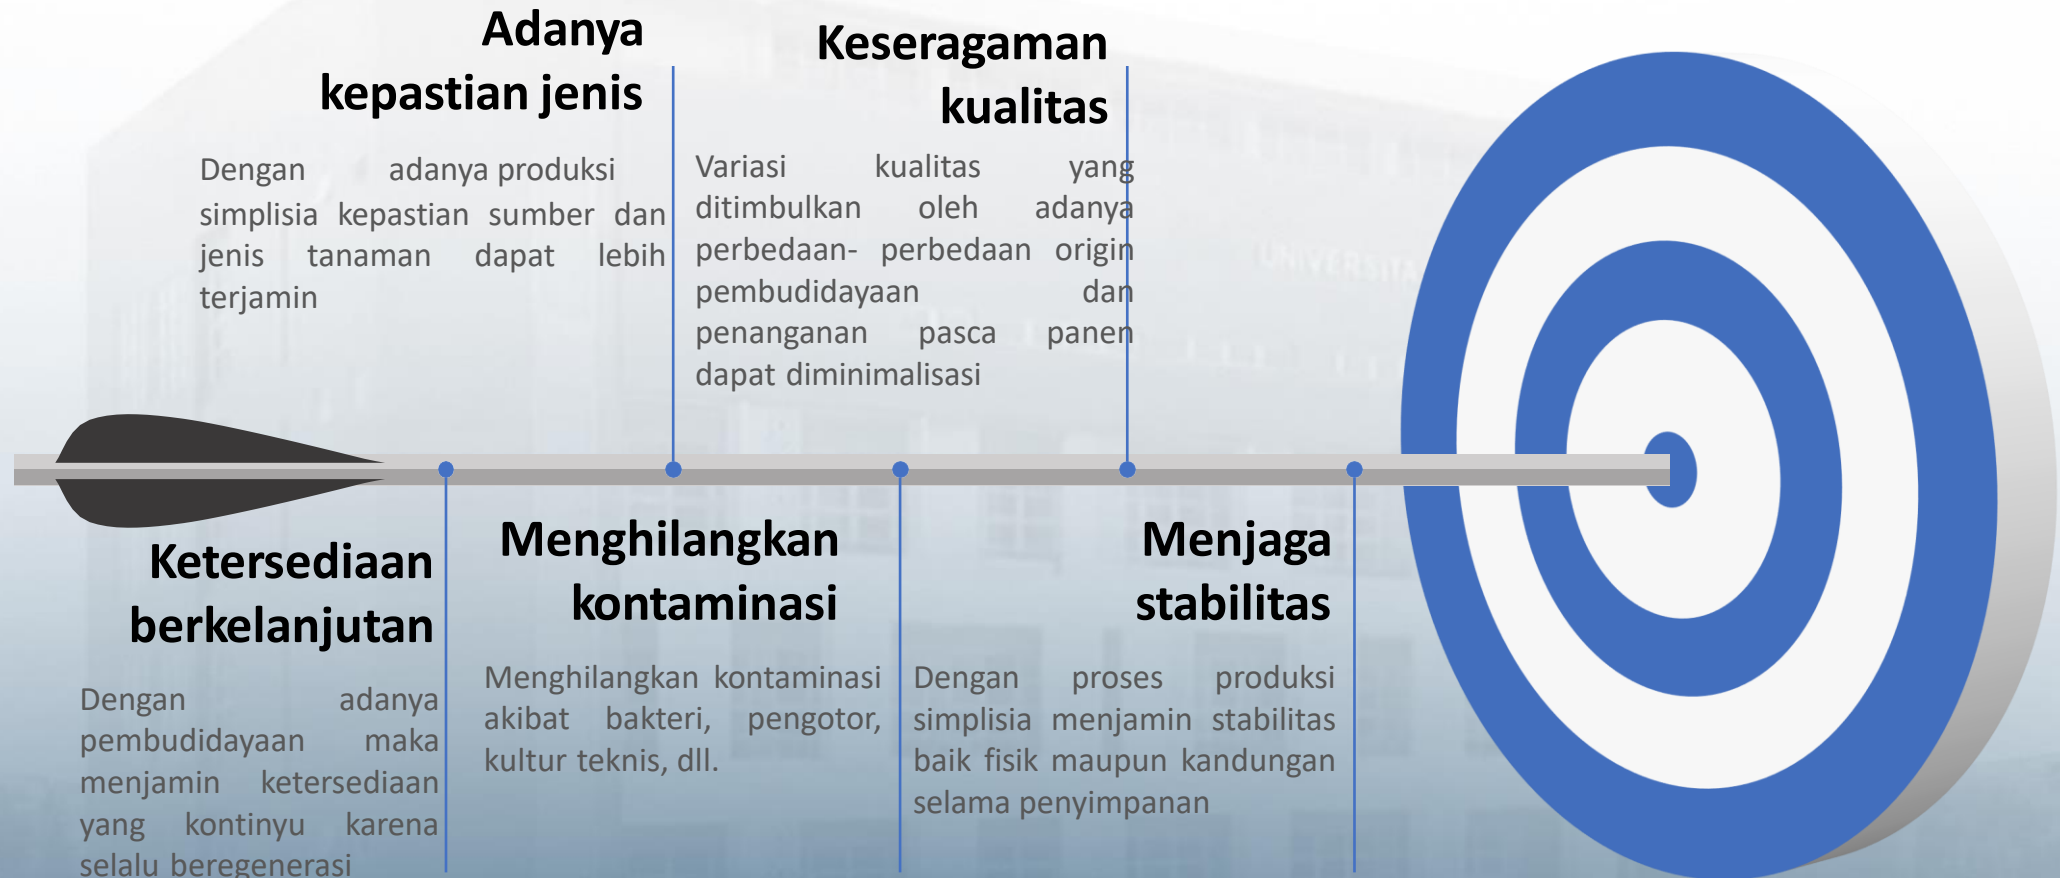 Adanya
kepastian jenis
Dengan adanya produksi
simplisia kepastian sumber dan
jenis tanaman dapat lebih
terjamin
Keseragaman
kualitas
Variasi kualitas yang
ditimbulkan oleh adanya
perbedaan- perbedaan origin
pembudidayaan dan
penanganan pasca panen
dapat diminimalisasi
UNIVERSITA
Ketersediaan
berkelanjutan
Dengan adanya
pembudidayaan maka
menjamin ketersediaan
yang kontinyu karena
selalu beregenerasi
Menghilangkan
kontaminasi
Menghilangkan kontaminasi
akibat bakteri, pengotor,
kultur teknis, dll.
Menjaga
stabilitas
Dengan proses produksi
simplisia menjamin stabilitas
baik fisik maupun kandungan
selama penyimpanan